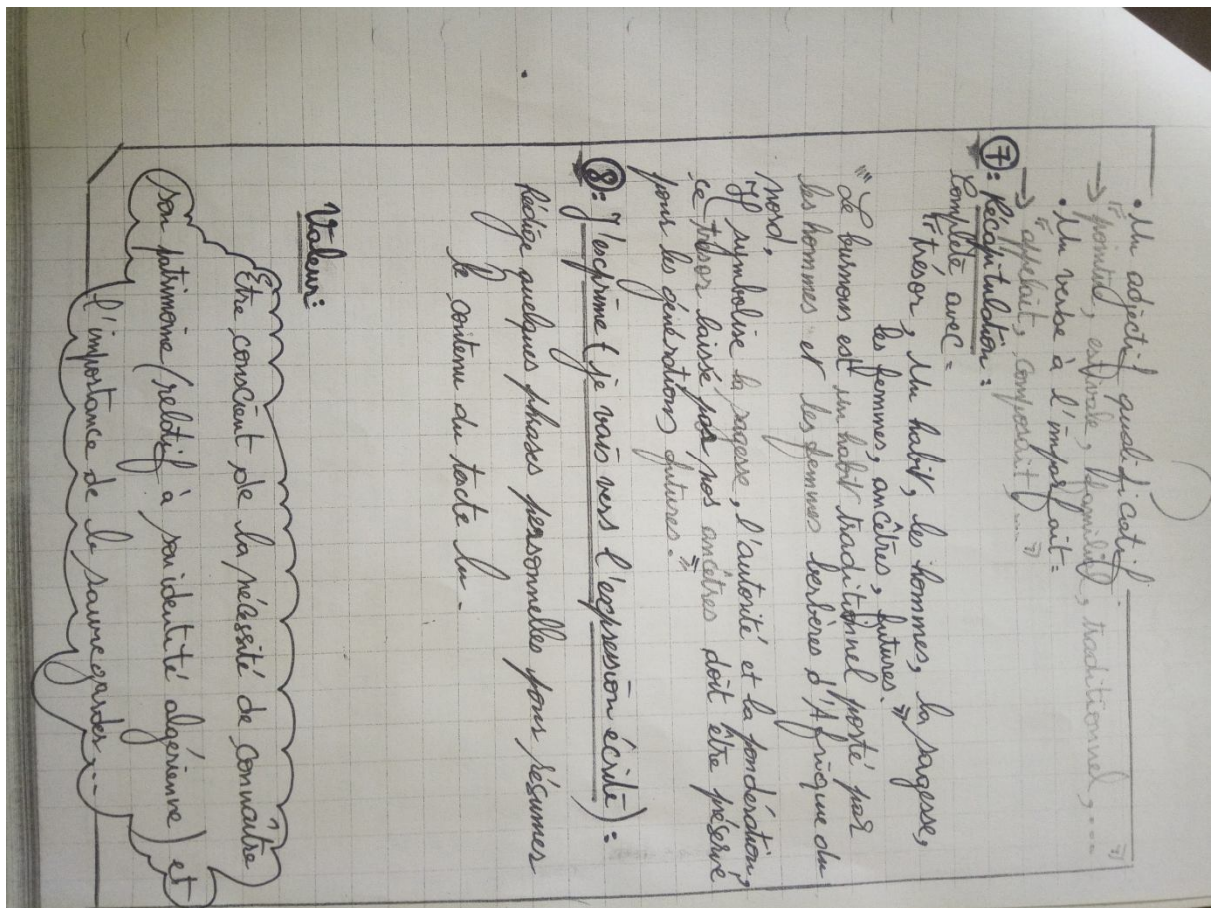 • Un adjectif qualificatif:
→ "pointu, estivale, tranquille, traditionnel, ... »
• Un verbe à l'imparfait =
→ "appelait, composait ... »
⑦: Récapitulation :
Complète avec =
"trésor, Un habit, les hommes, la sagesse,
les femmes, ancêtres, futures. »
" Le burnous est un habit traditionnel porté par
les hommes et les femmes berbères d'Afrique du
nord.
Il symbolise la sagesse, l'autorité et la pondération,
ce trésor laissé par nos ancêtres doit être préservé
pour les générations futures. »
⑧: J'exprime (je vais vers l'expression écrite) :
Rédige quelques phases personnelles pour résumer
le contenu du texte lu.
Valeur :
Être conscient de la nécessité de connaître
son patrimoine (relatif à son identité algérienne) et
l'importance de le sauvegarder ...